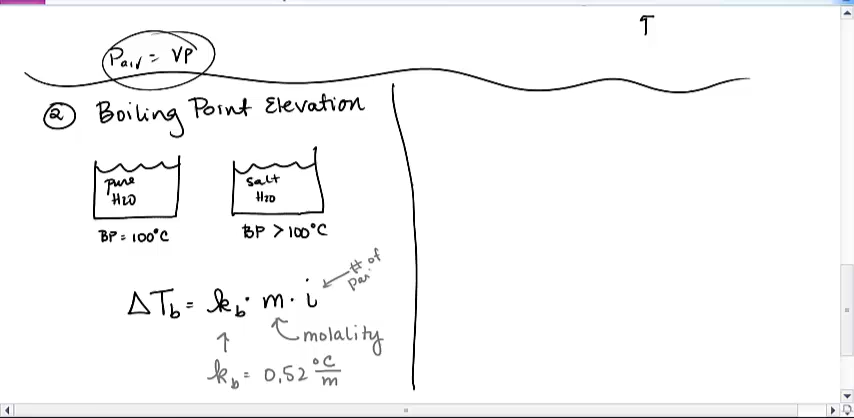 T
Pair = VP
② Boiling Point Elevation
pure
H2O
Salt
H2O
BP = 100°C
BP > 100°C
# of
par
ΔTb = kb · m · i
molality
kb = 0.52 °C/m